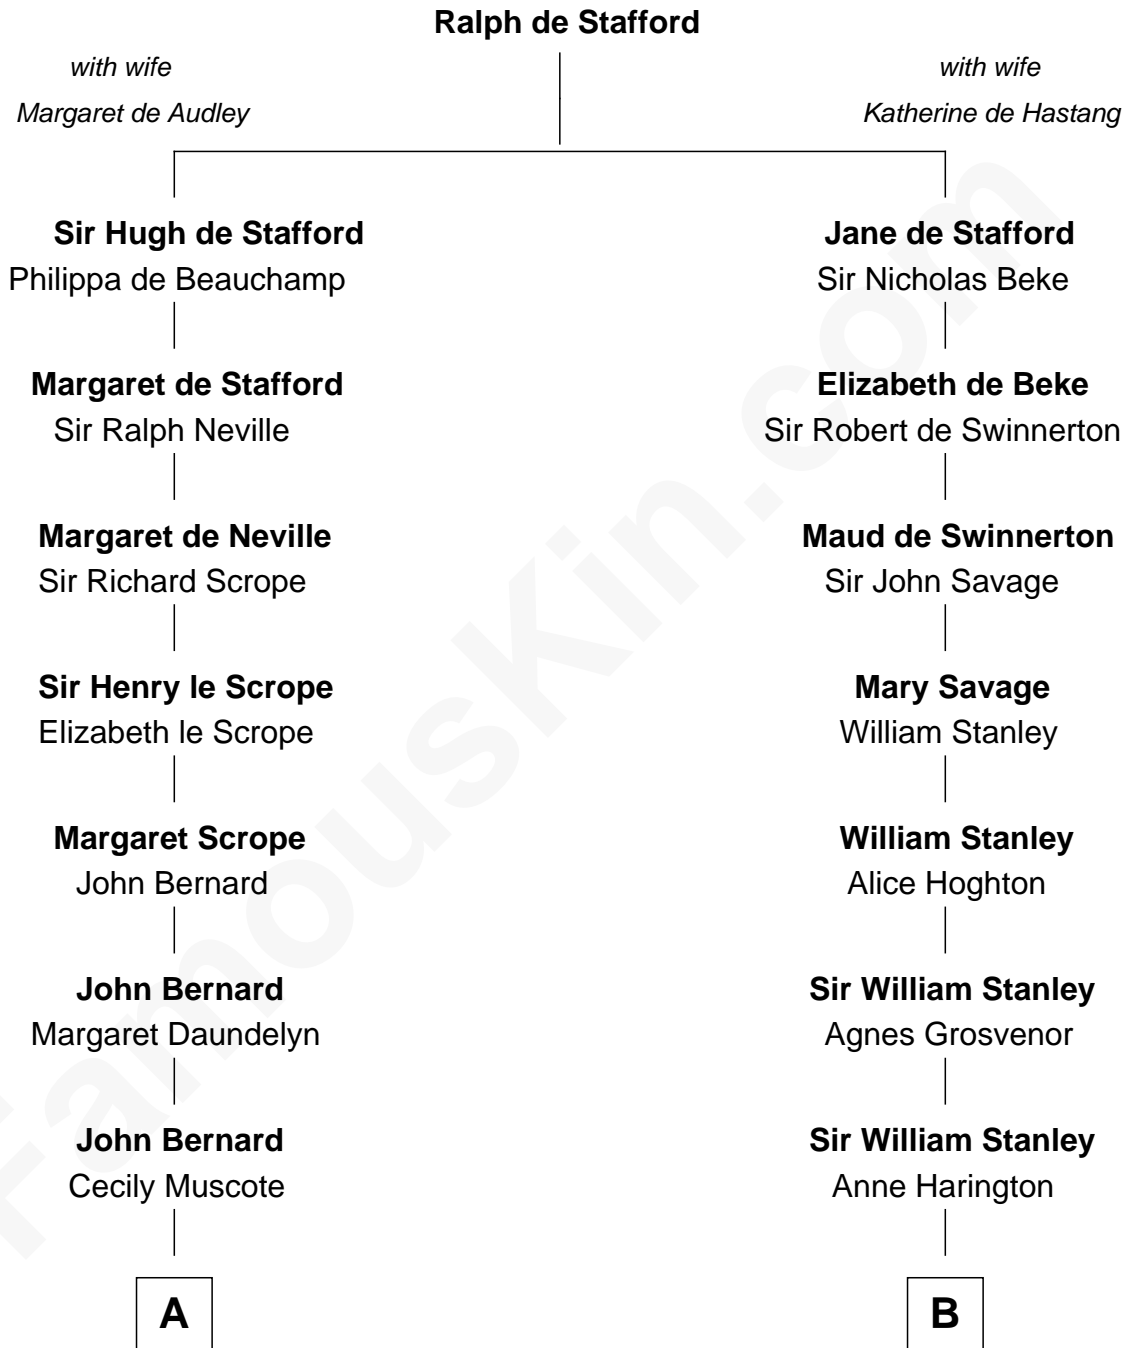 Ralph de Stafford
with wife
Margaret de Audley
with wife
Katherine de Hastang
Sir Hugh de Stafford
Philippa de Beauchamp
Jane de Stafford
Sir Nicholas Beke
Margaret de Stafford
Sir Ralph Neville
Elizabeth de Beke
Sir Robert de Swinnerton
Margaret de Neville
Sir Richard Scrope
Maud de Swinnerton
Sir John Savage
Sir Henry le Scrope
Elizabeth le Scrope
Mary Savage
William Stanley
Margaret Scrope
John Bernard
William Stanley
Alice Hoghton
John Bernard
Margaret Daundelyn
Sir William Stanley
Agnes Grosvenor
John Bernard
Cecily Muscote
Sir William Stanley
Anne Harington
A
B
FamousKin.com